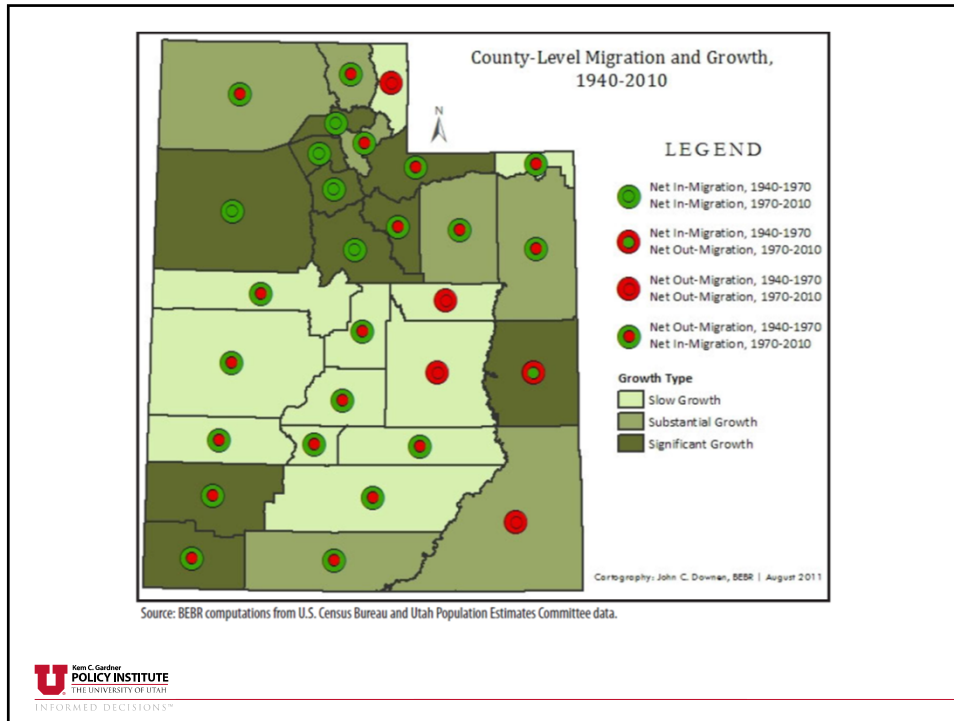 County-Level Migration and Growth,
1940-2010
N
LEGEND
Net In-Migration, 1940-1970
Net In-Migration, 1970-2010
Net In-Migration, 1940-1970
Net Out-Migration, 1970-2010
Net Out-Migration, 1940-1970
Net Out-Migration, 1970-2010
Net Out-Migration, 1940-1970
Net In-Migration, 1970-2010
Growth Type
Slow Growth
Substantial Growth
Significant Growth
Cartography: John C. Downen, BEBR | August 2011
Source: BEBR computations from U.S. Census Bureau and Utah Population Estimates Committee data.
U
Kem C. Gardner
POLICY INSTITUTE
THE UNIVERSITY OF UTAH
INFORMED DECISIONS™